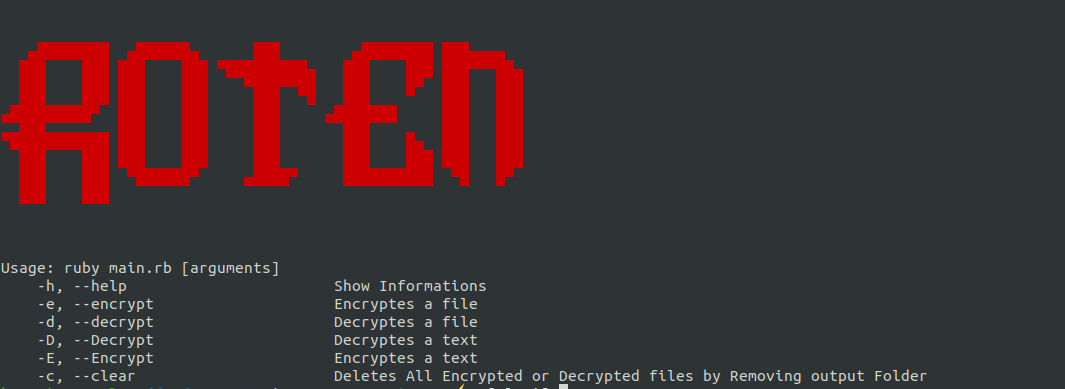 ROTEN
Usage: ruby main.rb [arguments]
-h, --help Show Informations
-e, --encrypt Encryptes a file
-d, --decrypt Decryptes a file
-D, --Decrypt Decryptes a text
-E, --Encrypt Encryptes a text
-c, --clear Deletes All Encrypted or Decrypted files by Removing output Folder